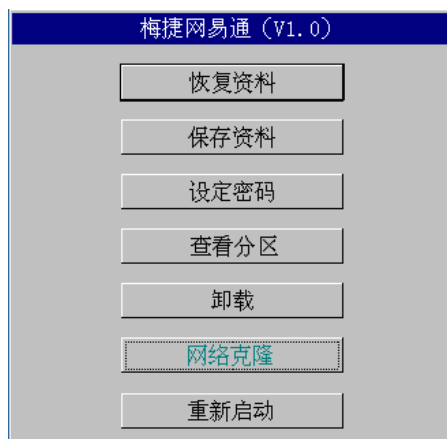 梅捷网易通（V1.0）
恢复资料
保存资料
设定密码
查看分区
卸载
网络克隆
重新启动